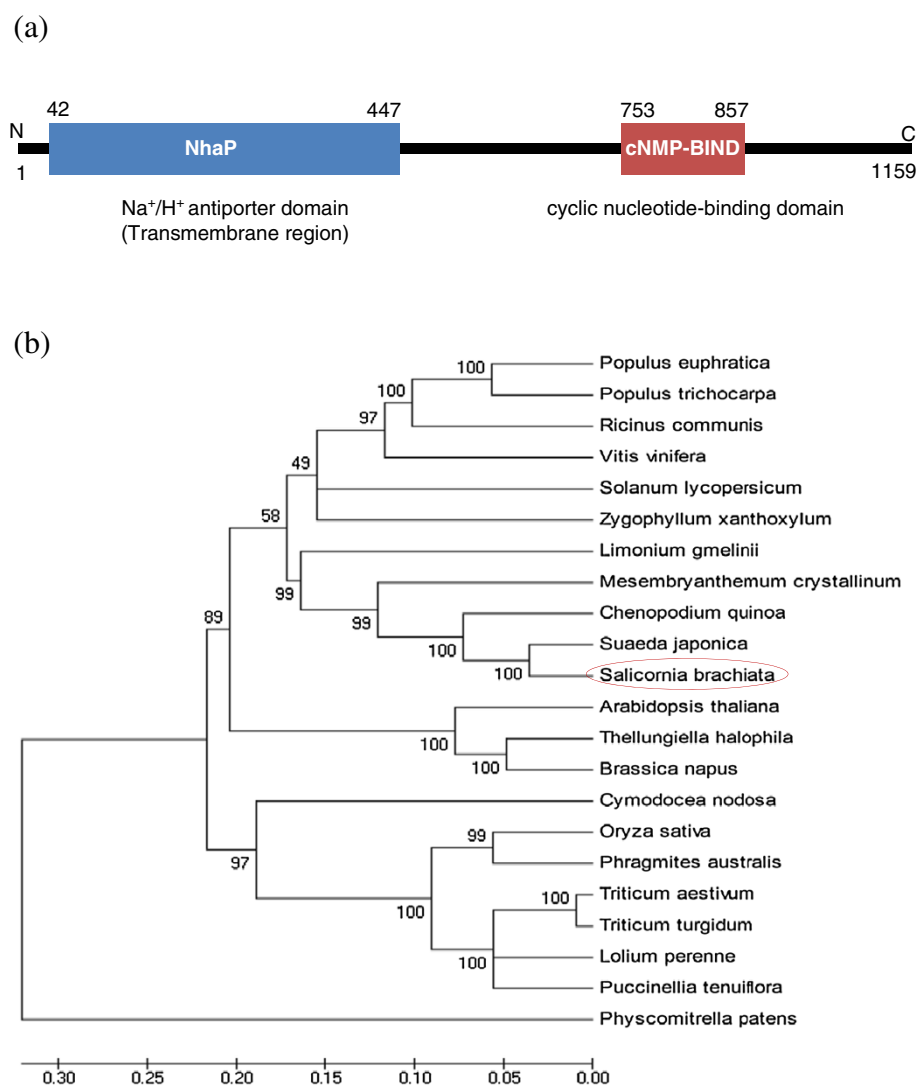 (a)
42 447 753 857
N NhaP cNMP-BIND C
1 1159
Na⁺/H⁺ antiporter domain
(Transmembrane region)
cyclic nucleotide-binding domain
(b)
Populus euphratica
100
Populus trichocarpa
100
Ricinus communis
97
Vitis vinifera
49
Solanum lycopersicum
58
Zygophyllum xanthoxylum
Limonium gmelinii
99
Mesembryanthemum crystallinum
99
Chenopodium quinoa
89
Suaeda japonica
100
100
Salicornia brachiata
Arabidopsis thaliana
100
Thellungiella halophila
100
Brassica napus
Cymodocea nodosa
97
Oryza sativa
99
Phragmites australis
100
Triticum aestivum
100
Triticum turgidum
Lolium perenne
100
Puccinellia tenuiflora
Physcomitrella patens
0.30 0.25 0.20 0.15 0.10 0.05 0.00